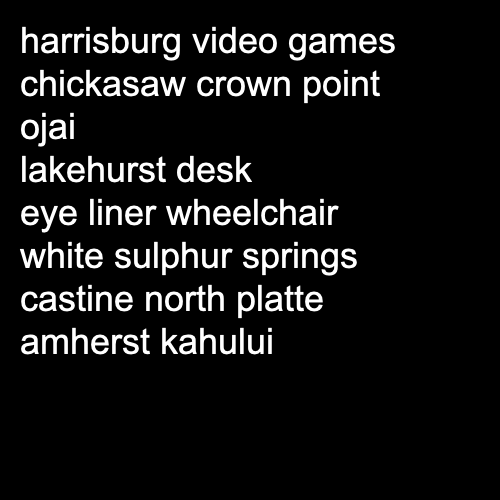 harrisburg video games
chickasaw crown point
ojai
lakehurst desk
eye liner wheelchair
white sulphur springs
castine north platte
amherst kahului